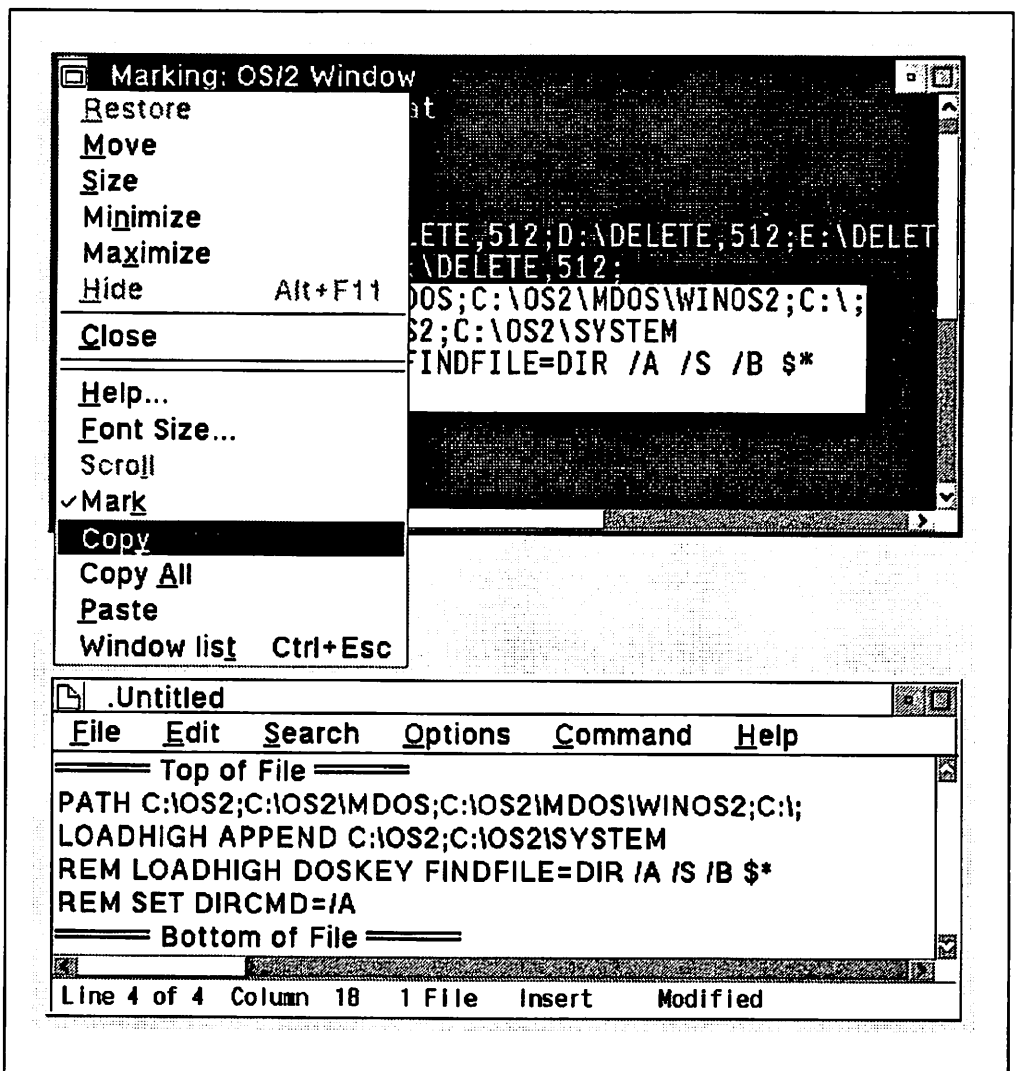 Marking: OS/2 Window
Restore
Move
Size
Minimize
Maximize
Hide Alt+F11
Close
Help...
Font Size...
Scroll
Mark
Copy
Copy All
Paste
Window list Ctrl+Esc
at
LETE,512;D:\DELETE,512;E:\DELET
:\DELETE,512;
DOS;C:\OS2\MDOS\WINOS2;C:\;
S2;C:\OS2\SYSTEM
FINDFILE=DIR /A /S /B $*
.Untitled
File Edit Search Options Command Help
Top of File
PATH C:\OS2;C:\OS2\MDOS;C:\OS2\MDOS\WINOS2;C:\;
LOADHIGH APPEND C:\OS2;C:\OS2\SYSTEM
REM LOADHIGH DOSKEY FINDFILE=DIR /A /S /B $*
REM SET DIRCMD=/A
Bottom of File
Line 4 of 4 Column 18 1 File Insert Modified